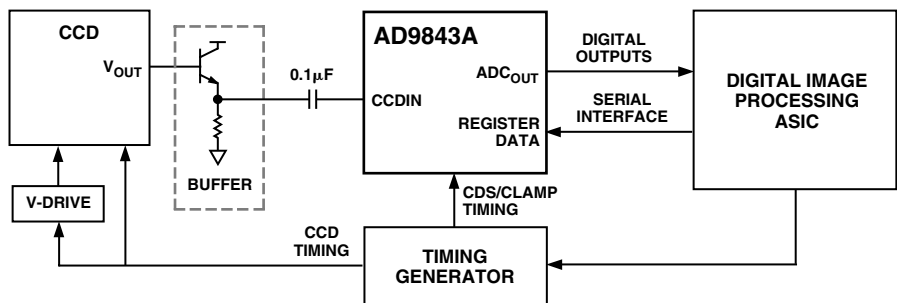 CCD
V_OUT
BUFFER
0.1µF
AD9843A
CCDIN
ADC_OUT
REGISTER
DATA
DIGITAL
OUTPUTS
SERIAL
INTERFACE
DIGITAL IMAGE
PROCESSING
ASIC
V-DRIVE
CCD
TIMING
CDS/CLAMP
TIMING
TIMING
GENERATOR